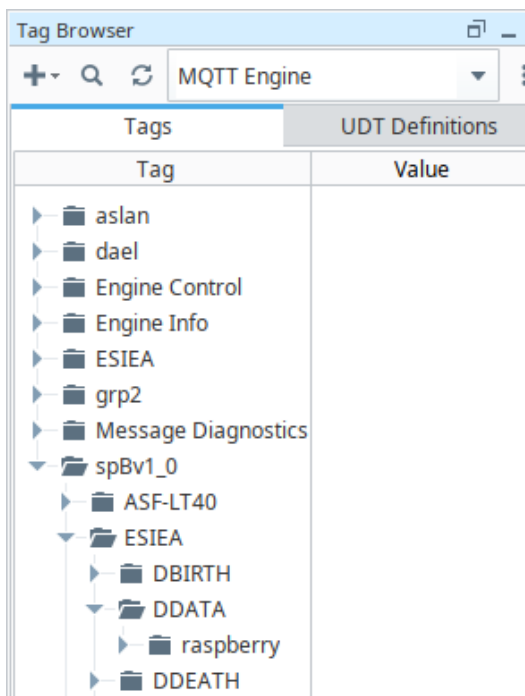 Tag Browser
MQTT Engine
Tags UDT Definitions
Tag Value
aslan
dael
Engine Control
Engine Info
ESIEA
grp2
Message Diagnostics
spBv1_0
ASF-LT40
ESIEA
DBIRTH
DDATA
raspberry
DDEATH